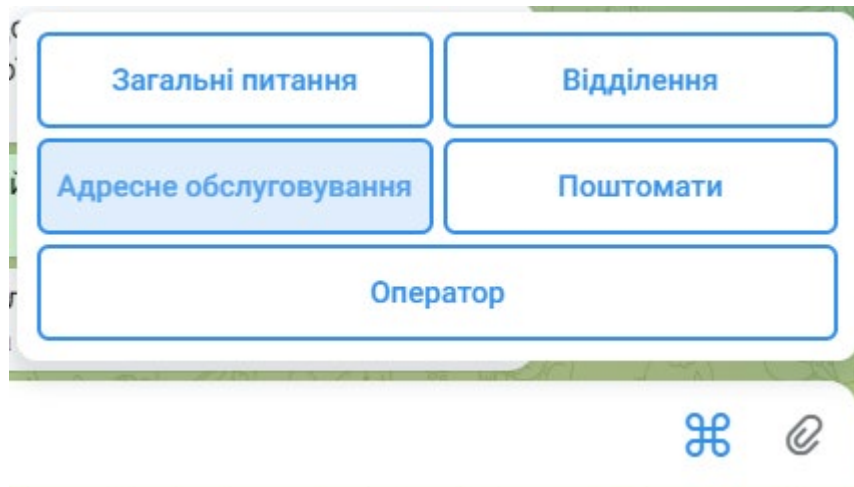 Загальні питання
Відділення
Адресне обслуговування
Поштомати
Оператор